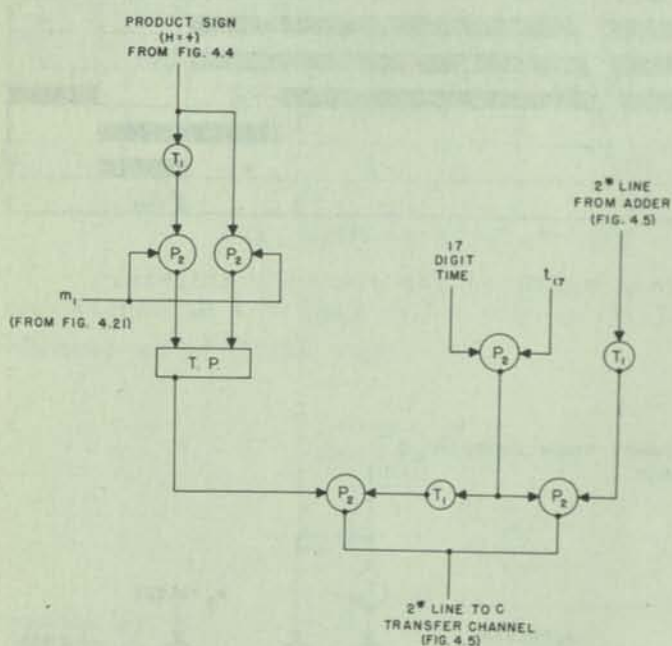 PRODUCT SIGN
(H=+)
FROM FIG. 4.4
T₁
2* LINE
FROM ADDER
(FIG. 4.5)
P₂ P₂
17
DIGIT
TIME
t₁₇
m₁
(FROM FIG. 4.21)
P₂
T₁
T. P.
P₂ T₁ P₂
2* LINE TO C
TRANSFER CHANNEL
(FIG. 4.5)